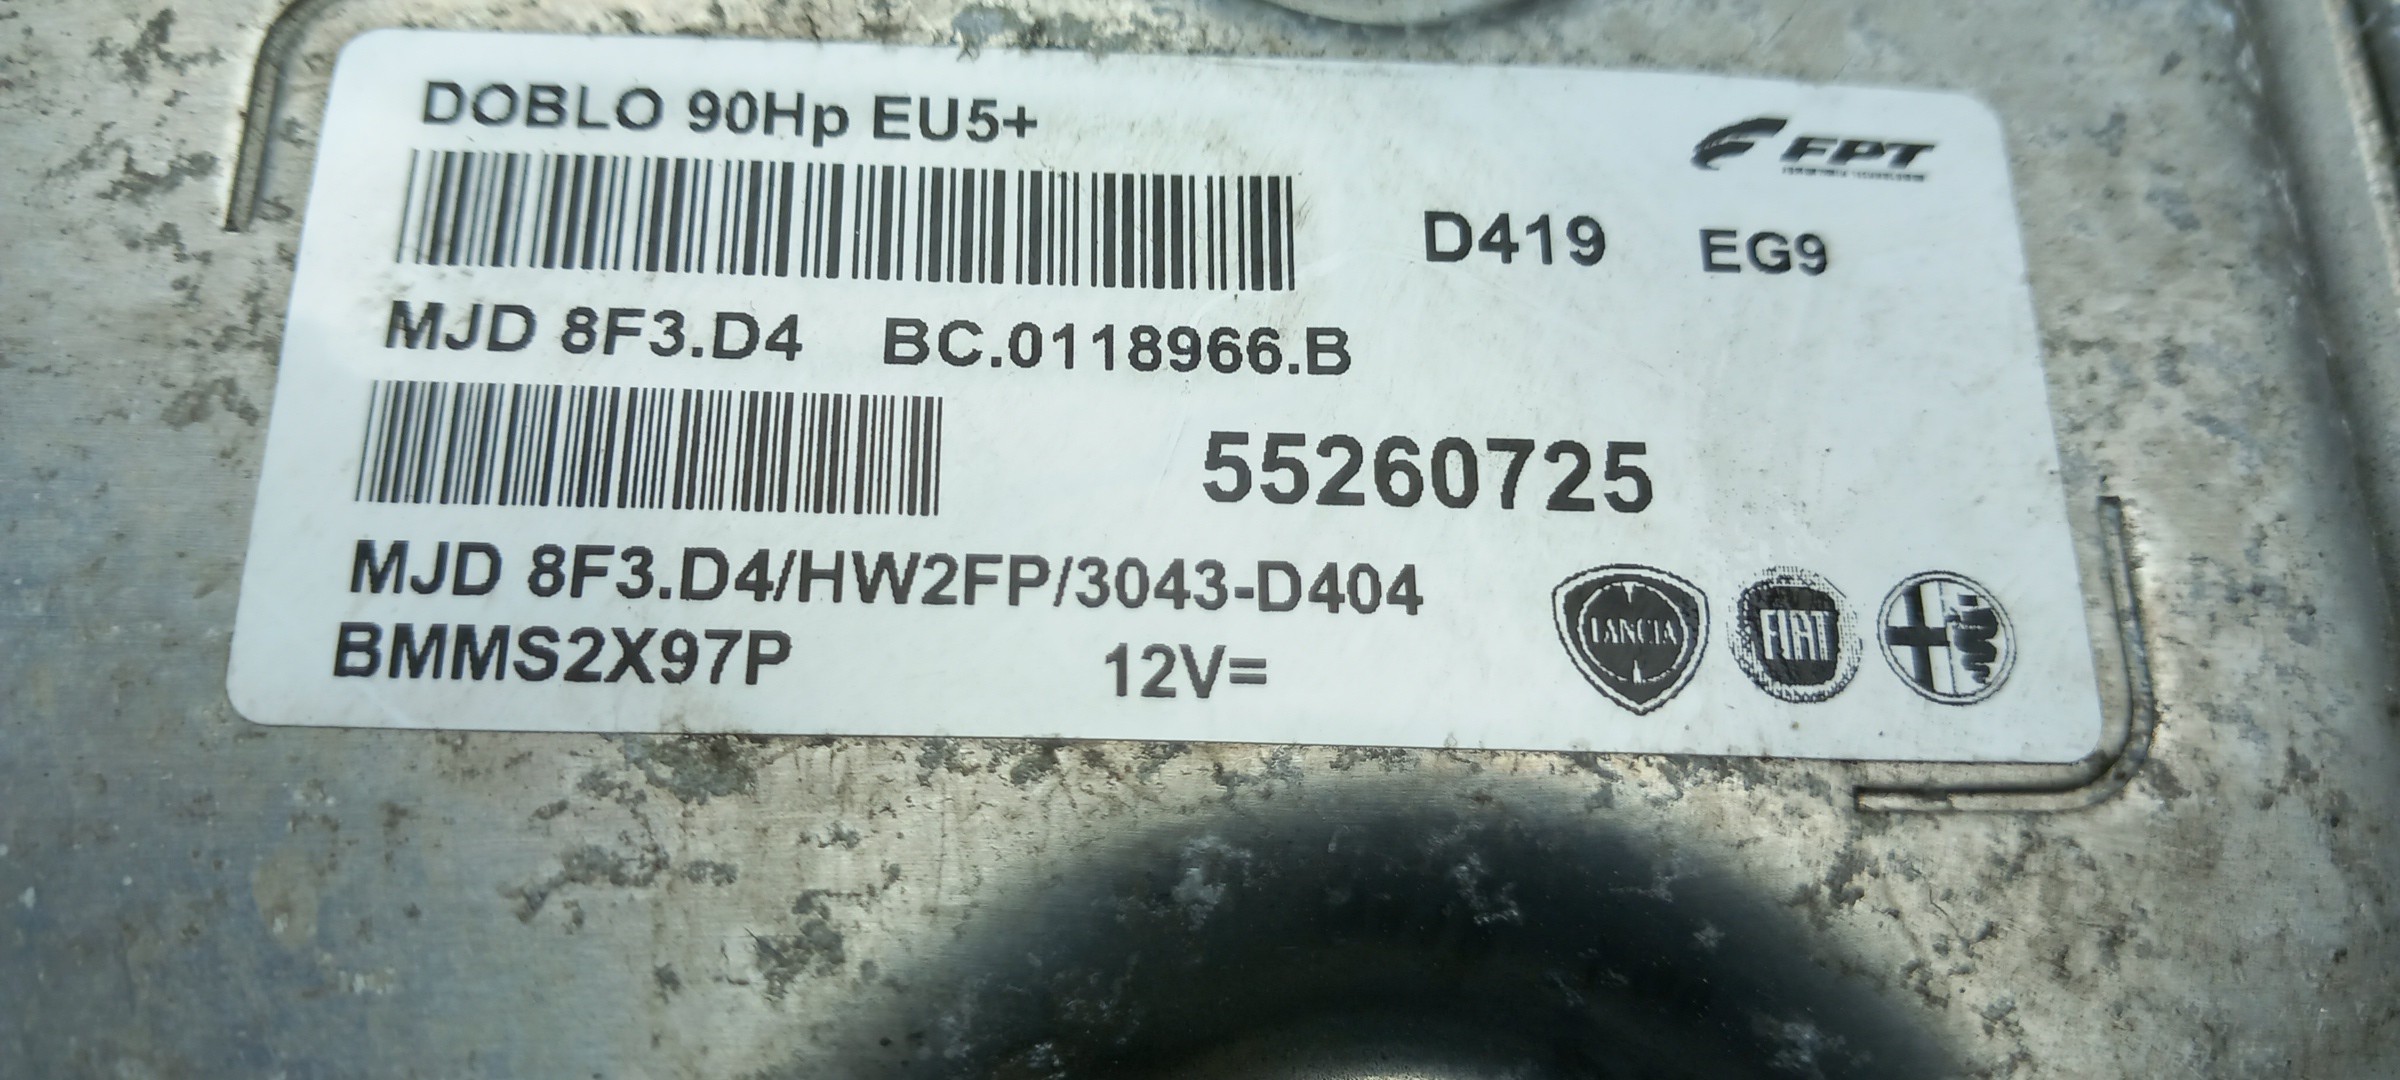 DOBLO 90Hp EU5+
FPT
D419 EG9
MJD 8F3.D4 BC.0118966.B
55260725
MJD 8F3.D4/HW2FP/3043-D404
BMMS2X97P 12V=
LANCIA
FIAT